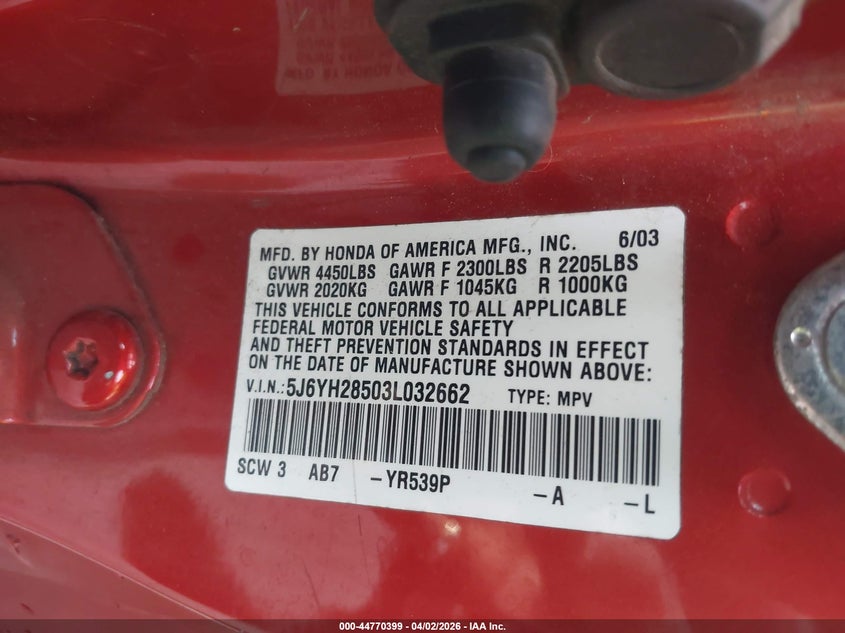 MFD. BY HONDA OF AMERICA MFG., INC. 6/03
GVWR 4450LBS GAWR F 2300LBS R 2205LBS
GVWR 2020KG GAWR F 1045KG R 1000KG
THIS VEHICLE CONFORMS TO ALL APPLICABLE
FEDERAL MOTOR VEHICLE SAFETY
AND THEFT PREVENTION STANDARDS IN EFFECT
ON THE DATE OF MANUFACTURE SHOWN ABOVE:
V.I.N.: 5J6YH28503L032662 TYPE: MPV
SCW 3 AB7 -YR539P -A -L
000-44770399 - 04/02/2026 - IAA Inc.